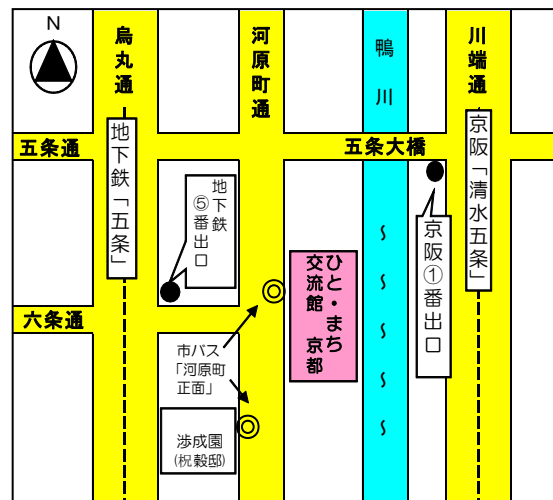 N
烏丸通
河原町通
鴨川
川端通
五条通
五条大橋
地下鉄「五条」
地下鉄
⑤番出口
京阪「清水五条」
京阪①番出口
ひと・まち
交流館 京都
六条通
市バス
「河原町
正面」
渉成園
(枳殻邸)